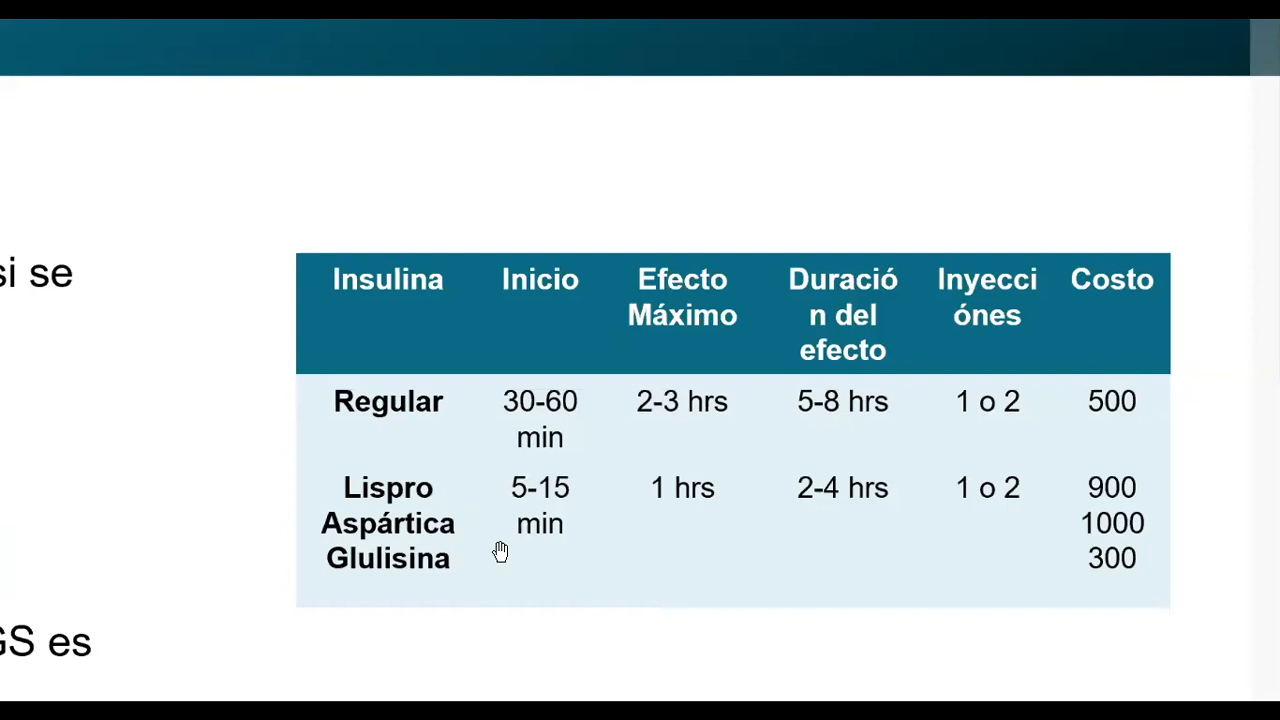 si se
Insulina Inicio Efecto Duració Inyecci Costo
Máximo n del ónes
efecto
Regular 30-60 2-3 hrs 5-8 hrs 1 o 2 500
min
Lispro 5-15 1 hrs 2-4 hrs 1 o 2 900
Aspártica min 1000
Glulisina 300
GS es